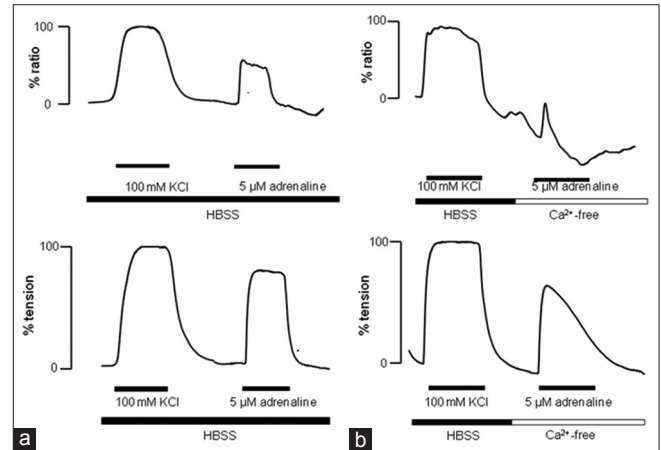 % ratio
100
0
100 mM KCl
5 µM adrenaline
HBSS
% tension
100
0
100 mM KCl
5 µM adrenaline
HBSS
a
% ratio
100
0
100 mM KCl
5 µM adrenaline
HBSS
Ca²⁺-free
% tension
100
0
100 mM KCl
5 µM adrenaline
HBSS
Ca²⁺-free
b